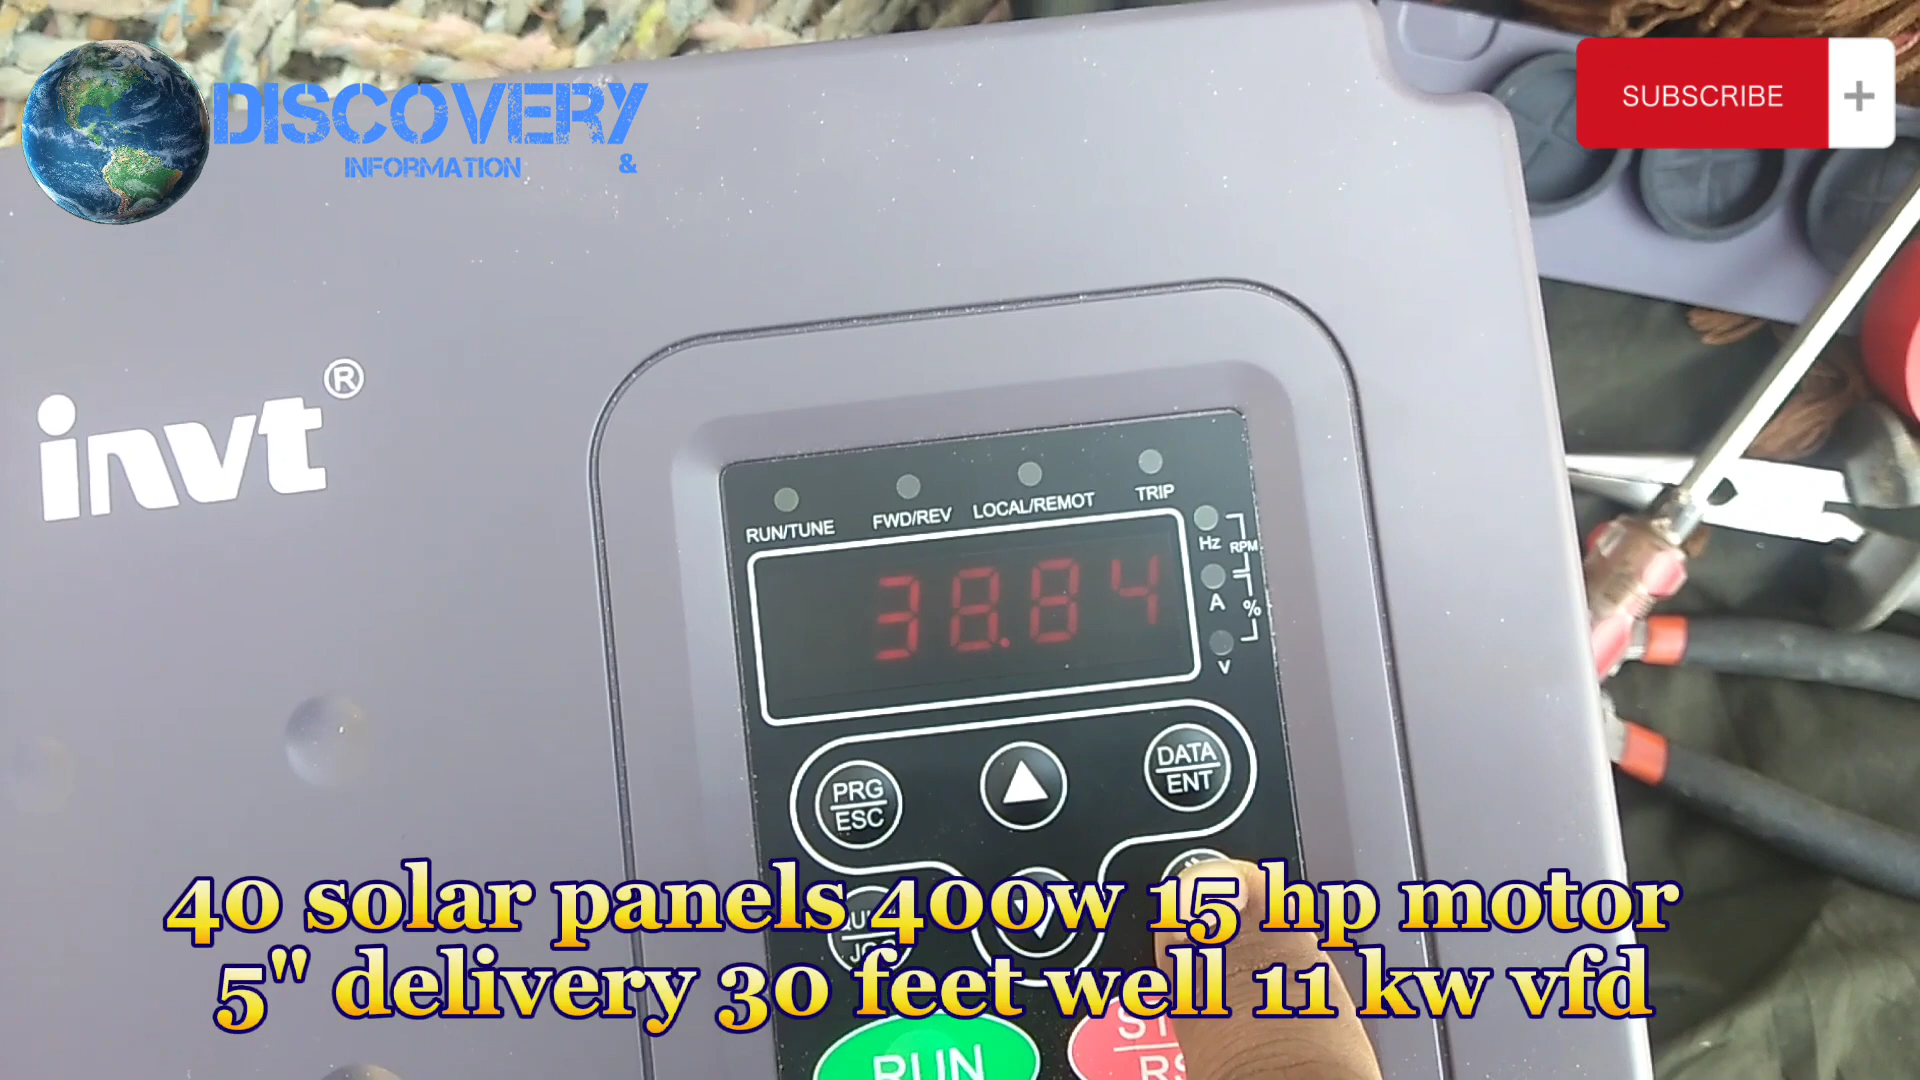 DISCOVERY
INFORMATION &
SUBSCRIBE +
invt®
RUN/TUNE FWD/REV LOCAL/REMOT TRIP
Hz RPM
A %
V
38.84
PRG/ESC
DATA/ENT
40 solar panels 400w 15 hp motor
5" delivery 30 feet well 11 kw vfd
RUN